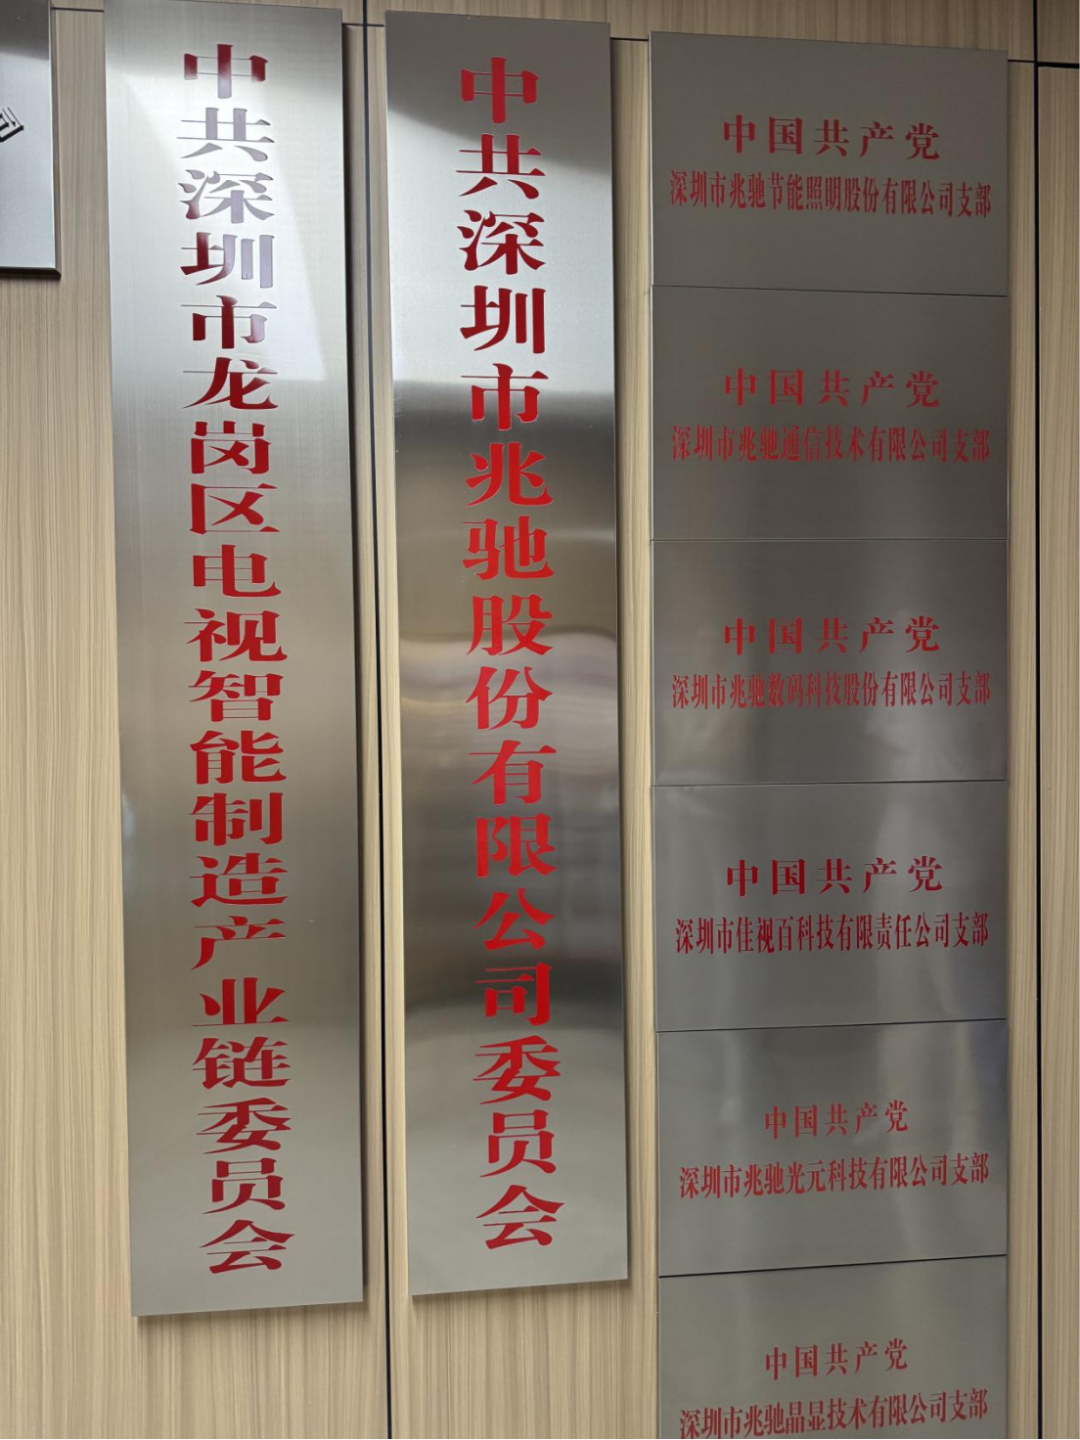 司
中共深圳市龙岗区电视智能制造产业链委员会
中共深圳市兆驰股份有限公司委员会
中国共产党
深圳市兆驰节能照明股份有限公司支部
中国共产党
深圳市兆驰通信技术有限公司支部
中国共产党
深圳市兆驰数码科技股份有限公司支部
中国共产党
深圳市佳视百科技有限责任公司支部
中国共产党
深圳市兆驰光元科技有限公司支部
中国共产党
深圳市兆驰晶显技术有限公司支部